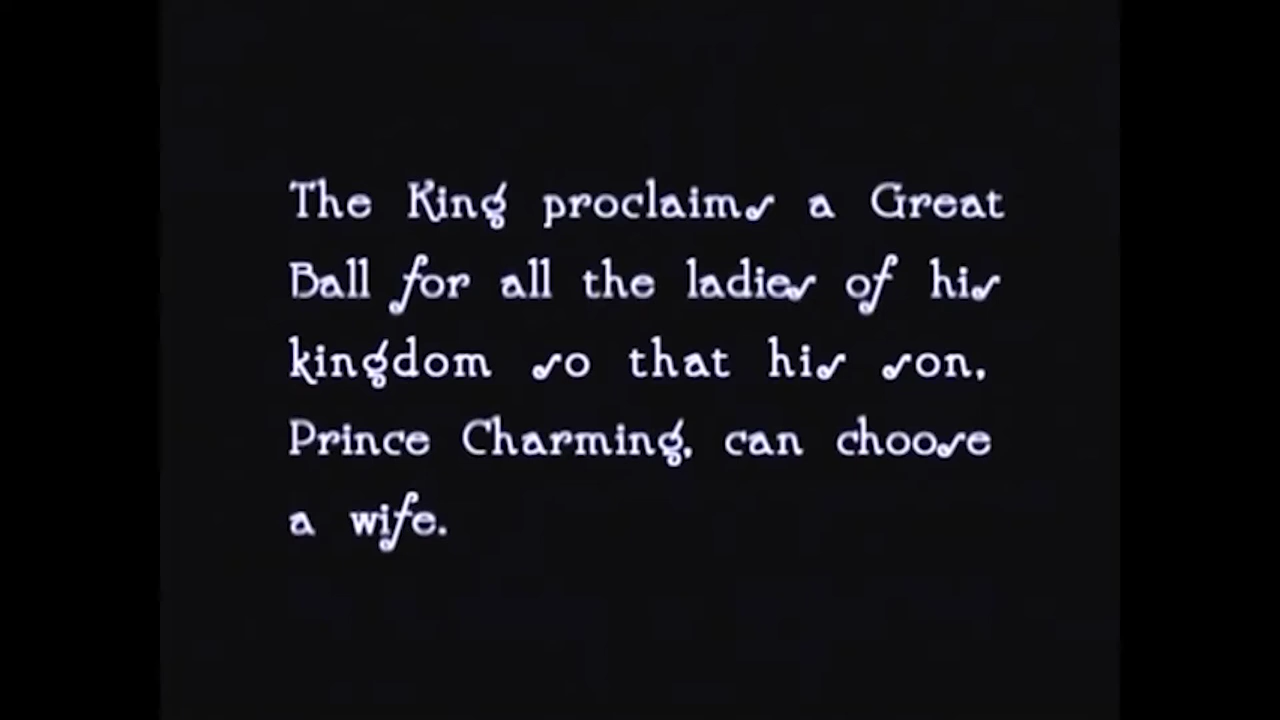 The King proclaims a Great
Ball for all the ladies of his
kingdom so that his son,
Prince Charming, can choose
a wife.